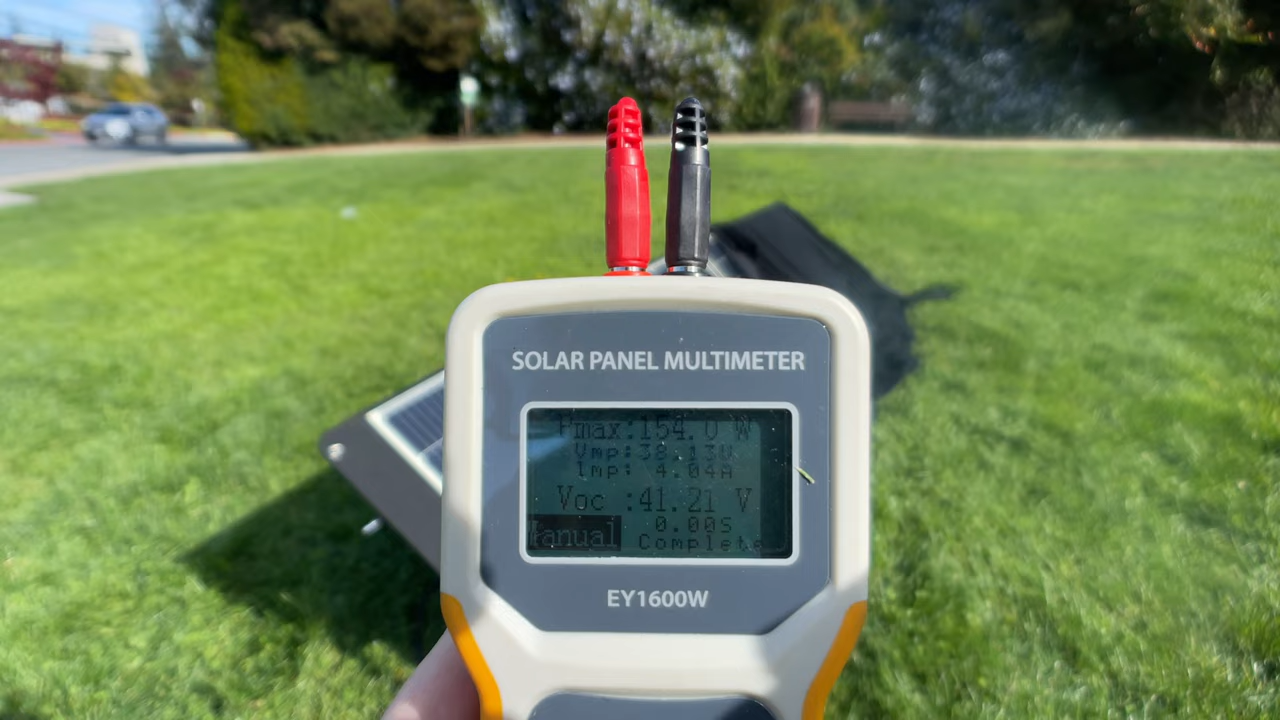 SOLAR PANEL MULTIMETER
Pmax:154.0 W
Vmp:38.13V
Imp: 4.04A
Voc :41.21 V
Manual 0.00S
Complete
EY1600W